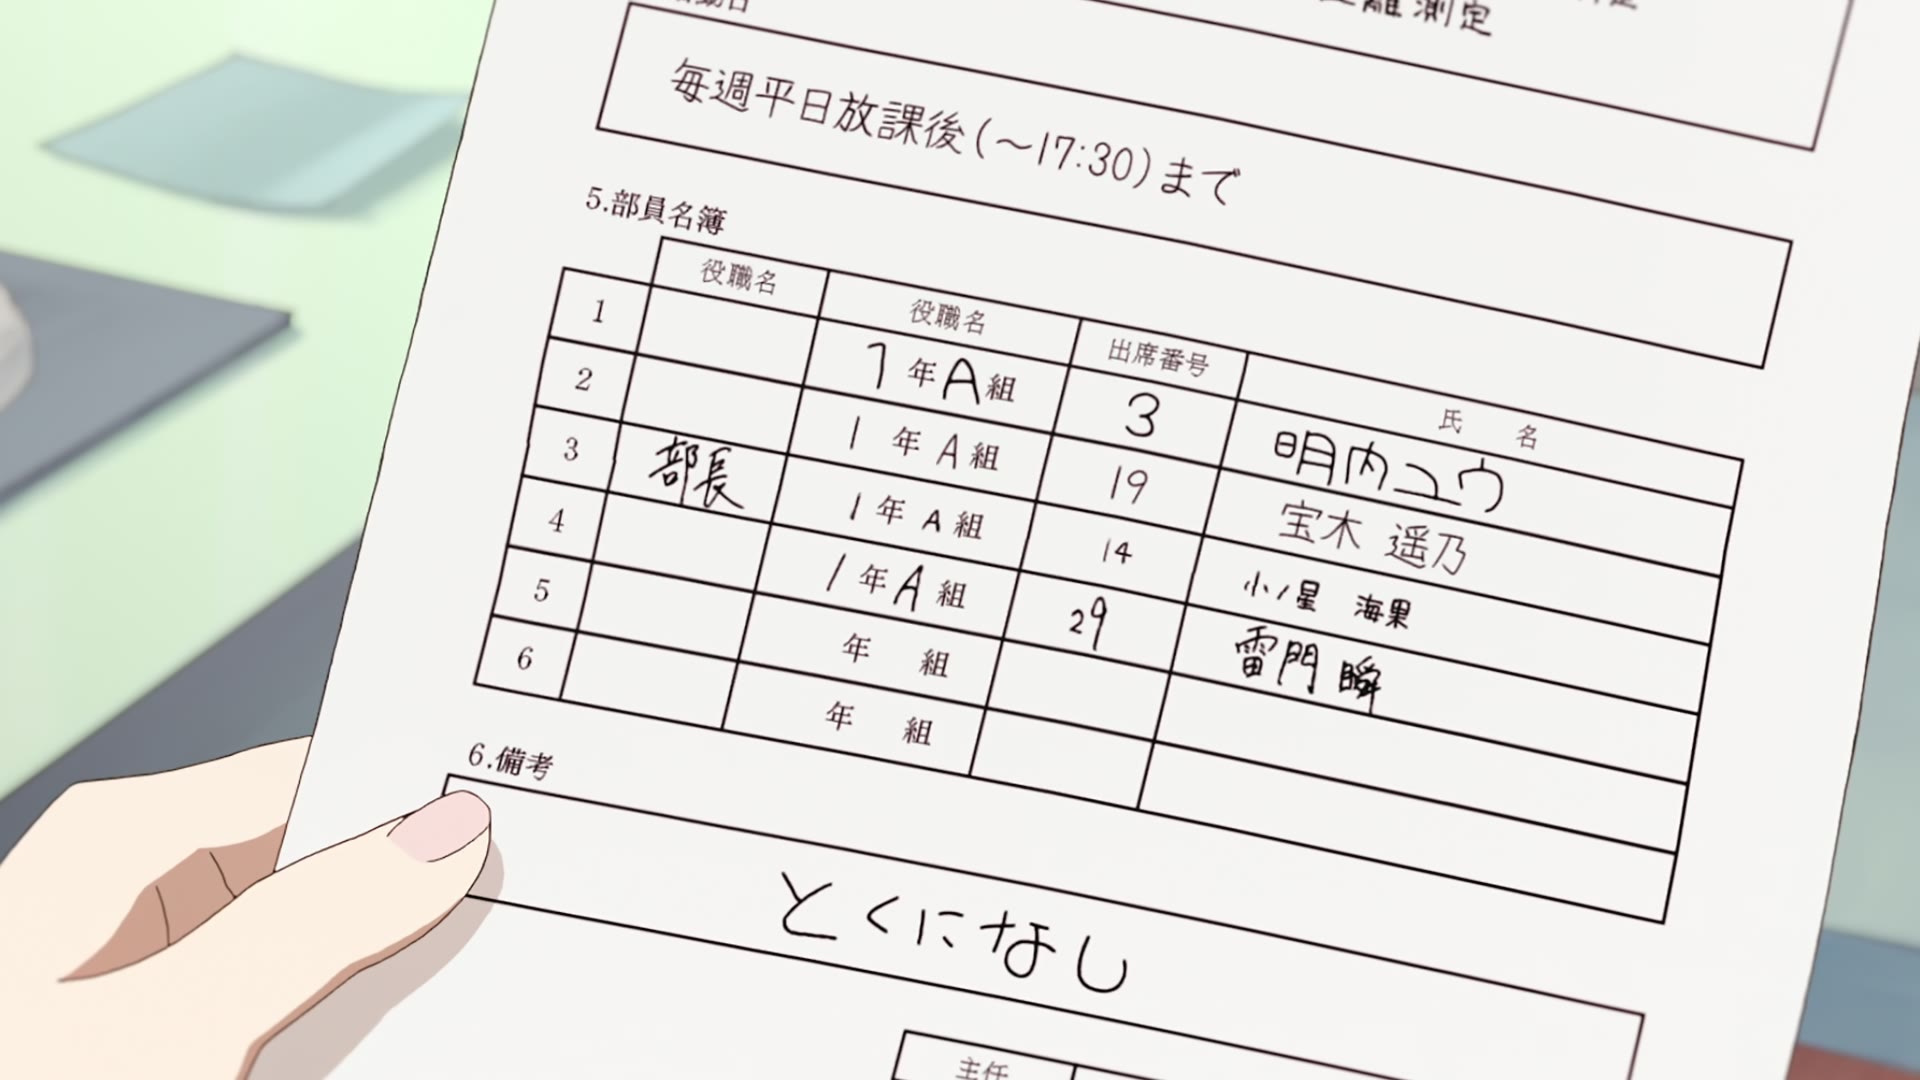 離測定
毎週平日放課後(〜17:30)まで
5.部員名簿
役職名 役職名 出席番号 氏 名
1 1年A組 3 明内ユウ
2 1年A組 19 宝木 遥乃
3 部長 1年A組 14 小ノ星 海果
4 1年A組 29 雷門 瞬
5 年 組
6 年 組
6.備考
とくになし
主任